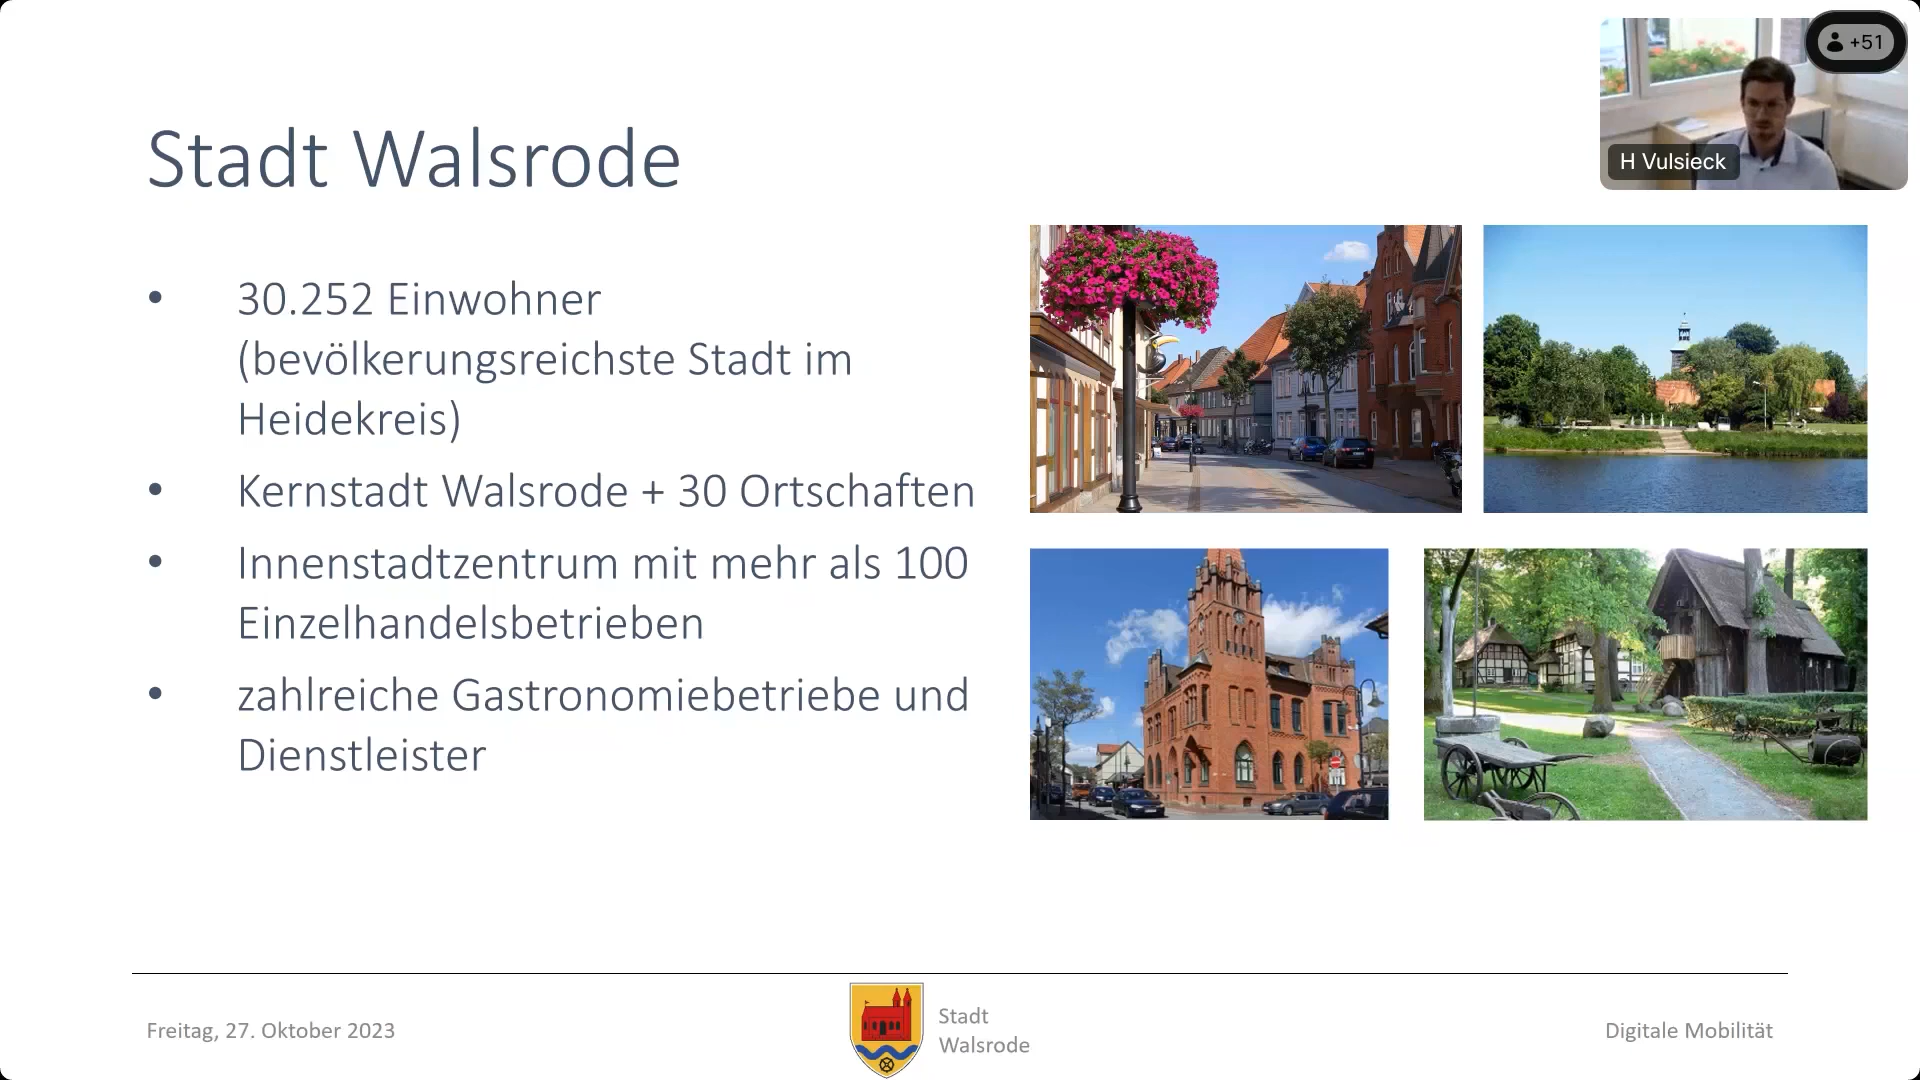 +51
H Vulsieck
Stadt Walsrode
• 30.252 Einwohner
(bevölkerungsreichste Stadt im
Heidekreis)
• Kernstadt Walsrode + 30 Ortschaften
• Innenstadtzentrum mit mehr als 100
Einzelhandelsbetrieben
• zahlreiche Gastronomiebetriebe und
Dienstleister
Freitag, 27. Oktober 2023
Stadt
Walsrode
Digitale Mobilität